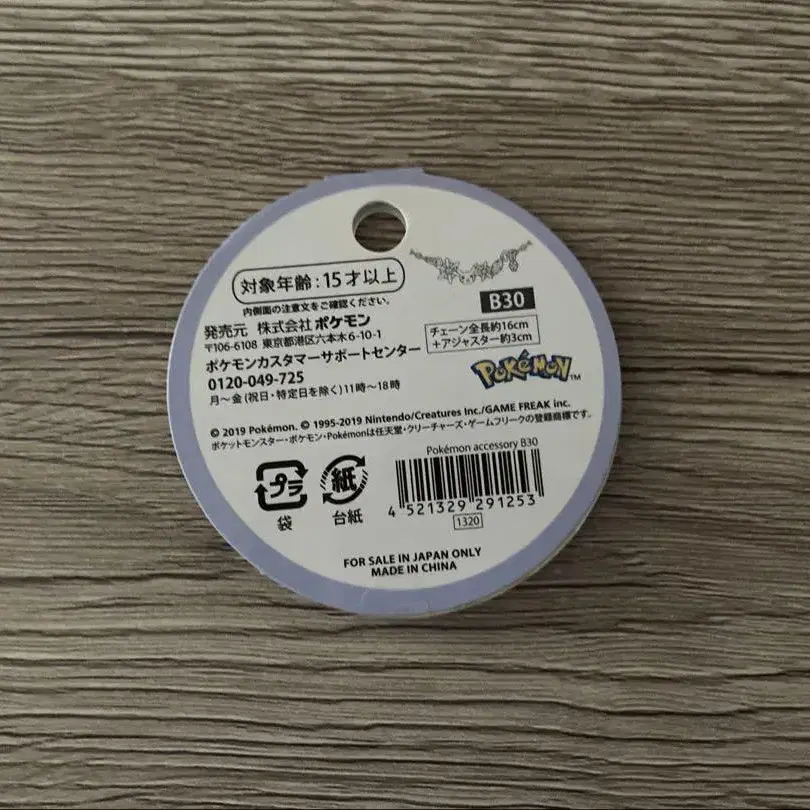 対象年齢:15才以上
内側面の注意文をご確認ください。
発売元 株式会社ポケモン
〒106-6108 東京都港区六本木6-10-1
ポケモンカスタマーサポートセンター
0120-049-725
月～金(祝日・特定日を除く)11時～18時
B30
チェーン全長約16cm
+アジャスター約3cm
POKéMON™
© 2019 Pokémon. © 1995-2019 Nintendo/Creatures Inc./GAME FREAK inc.
ポケットモンスター・ポケモン・Pokémonは任天堂・クリーチャーズ・ゲームフリークの登録商標です。
Pokémon accessory B30
プラ
袋
紙
台紙
4 521329 291253
1320
FOR SALE IN JAPAN ONLY
MADE IN CHINA